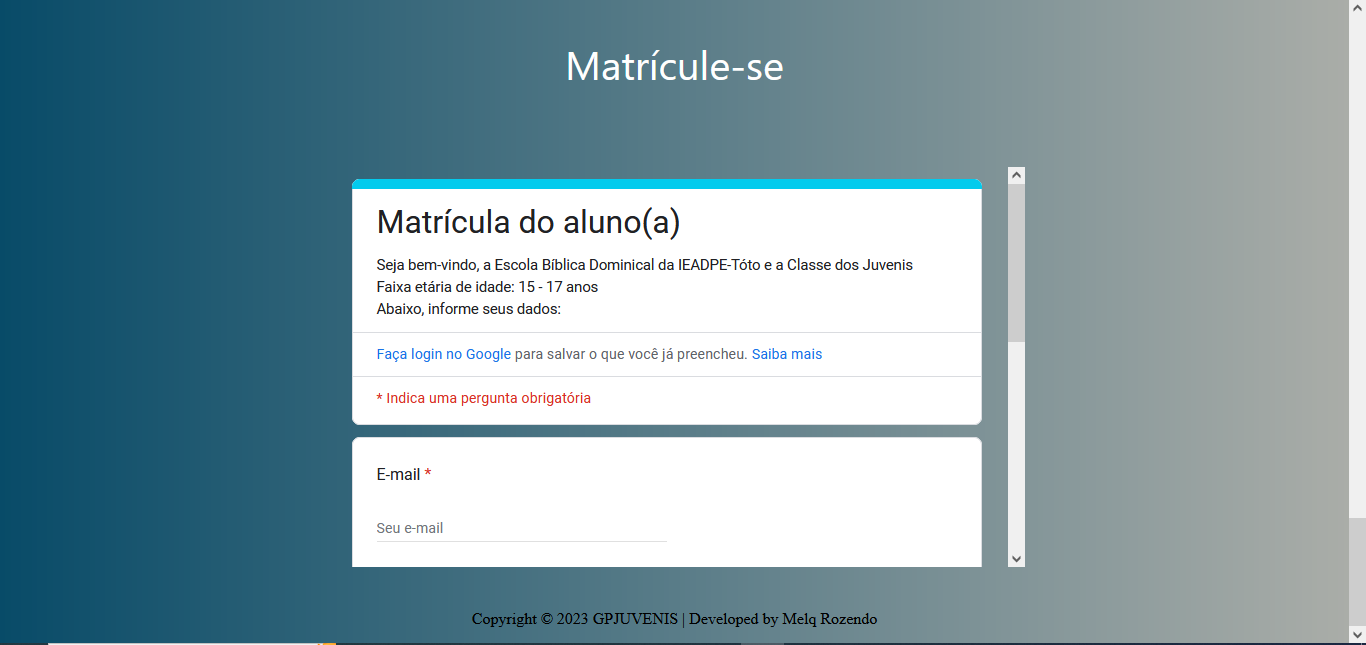 Matrícule-se
Matrícula do aluno(a)
Seja bem-vindo, a Escola Bíblica Dominical da IEADPE-Tóto e a Classe dos Juvenis
Faixa etária de idade: 15 - 17 anos
Abaixo, informe seus dados:
Faça login no Google para salvar o que você já preencheu. Saiba mais
* Indica uma pergunta obrigatória
E-mail *
Seu e-mail
Copyright © 2023 GPJUVENIS | Developed by Melq Rozendo